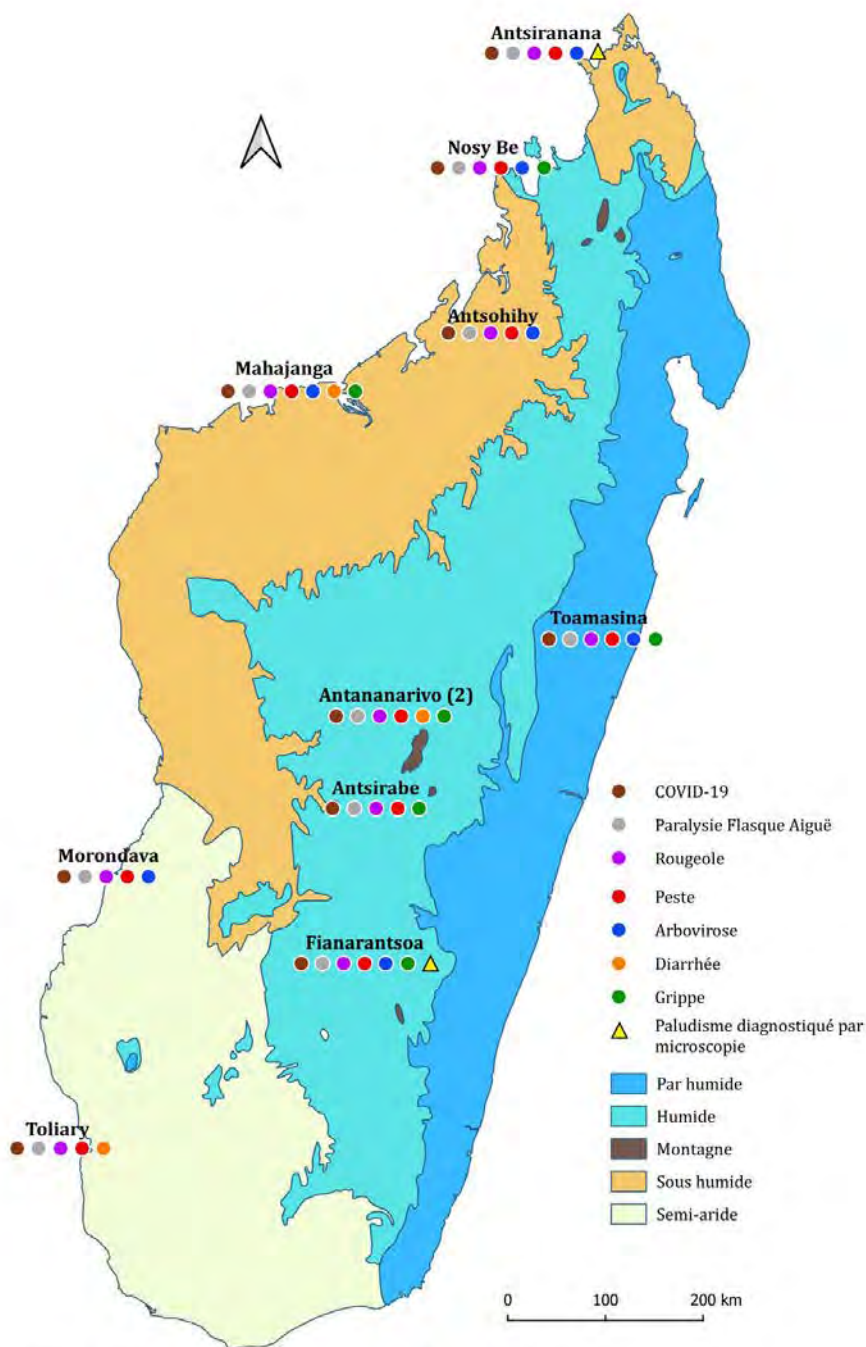 Antsiranana
Nosy Be
Antsohihy
Mahajanga
Toamasina
Antananarivo (2)
Antsirabe
Morondava
Fianarantsoa
Toliary
COVID-19
Paralysie Flasque Aiguë
Rougeole
Peste
Arbovirose
Diarrhée
Grippe
Paludisme diagnostiqué par
microscopie
Par humide
Humide
Montagne
Sous humide
Semi-aride
0 100 200 km